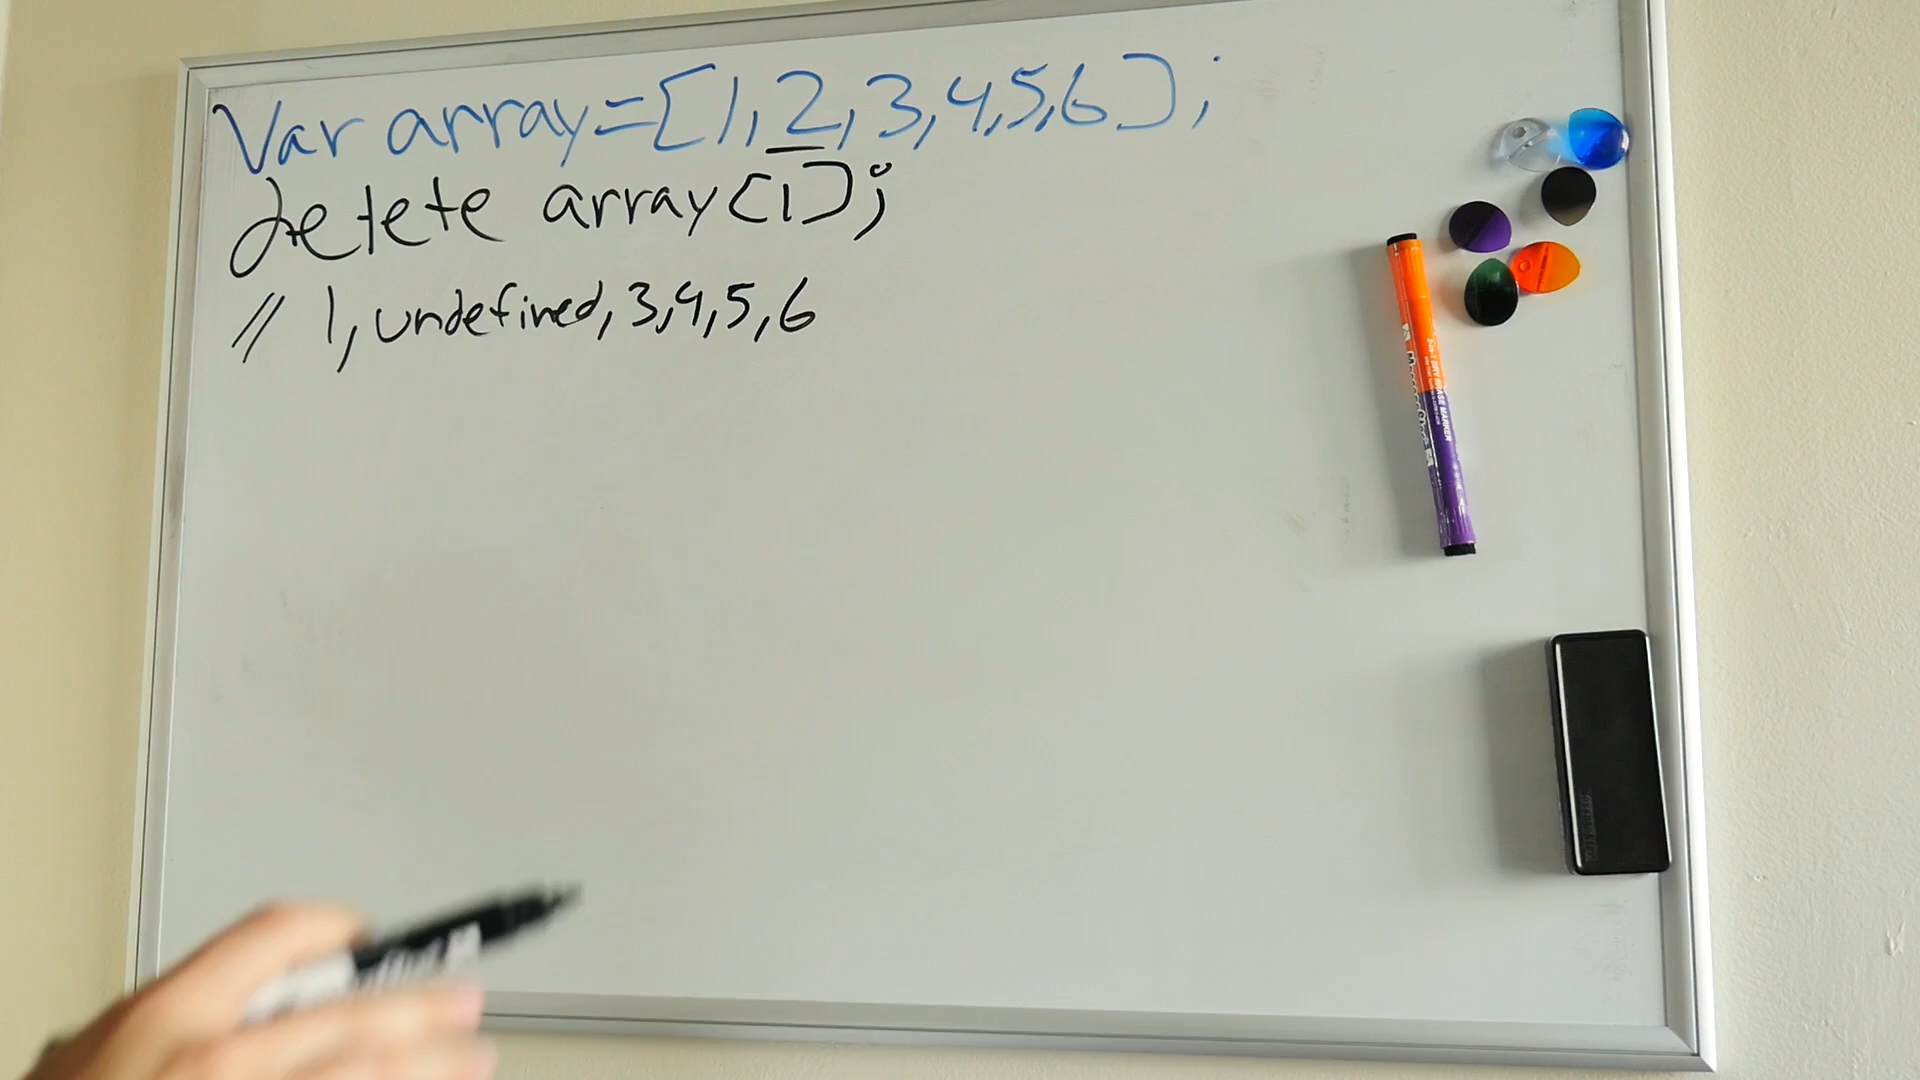 Var array=[1,2,3,4,5,6];
delete array[1];
// 1, undefined, 3,4,5,6